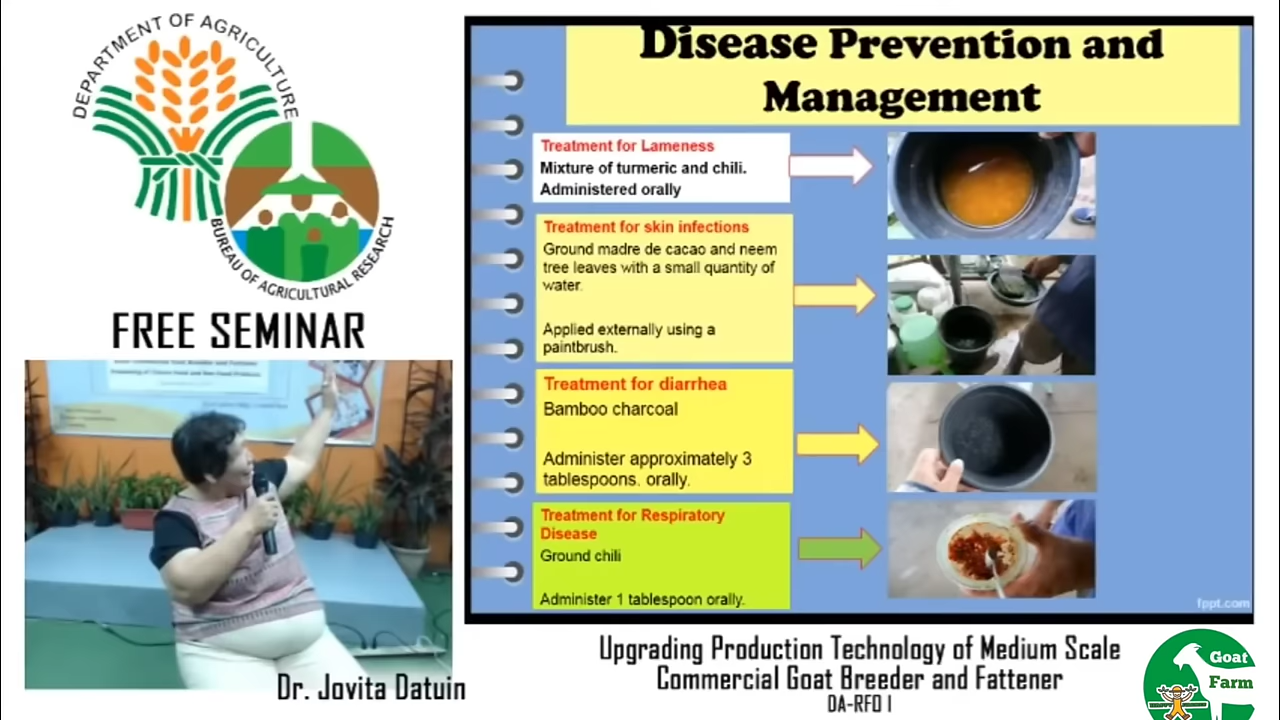 DEPARTMENT OF AGRICULTURE
BUREAU OF AGRICULTURAL RESEARCH
FREE SEMINAR
Dr. Jovita Datuin
Disease Prevention and
Management
Treatment for Lameness
Mixture of turmeric and chili.
Administered orally
Treatment for skin infections
Ground madre de cacao and neem
tree leaves with a small quantity of
water.
Applied externally using a
paintbrush.
Treatment for diarrhea
Bamboo charcoal
Administer approximately 3
tablespoons. orally.
Treatment for Respiratory
Disease
Ground chili
Administer 1 tablespoon orally.
fppt.com
Upgrading Production Technology of Medium Scale
Commercial Goat Breeder and Fattener
DA-RFO I
Goat
Farm